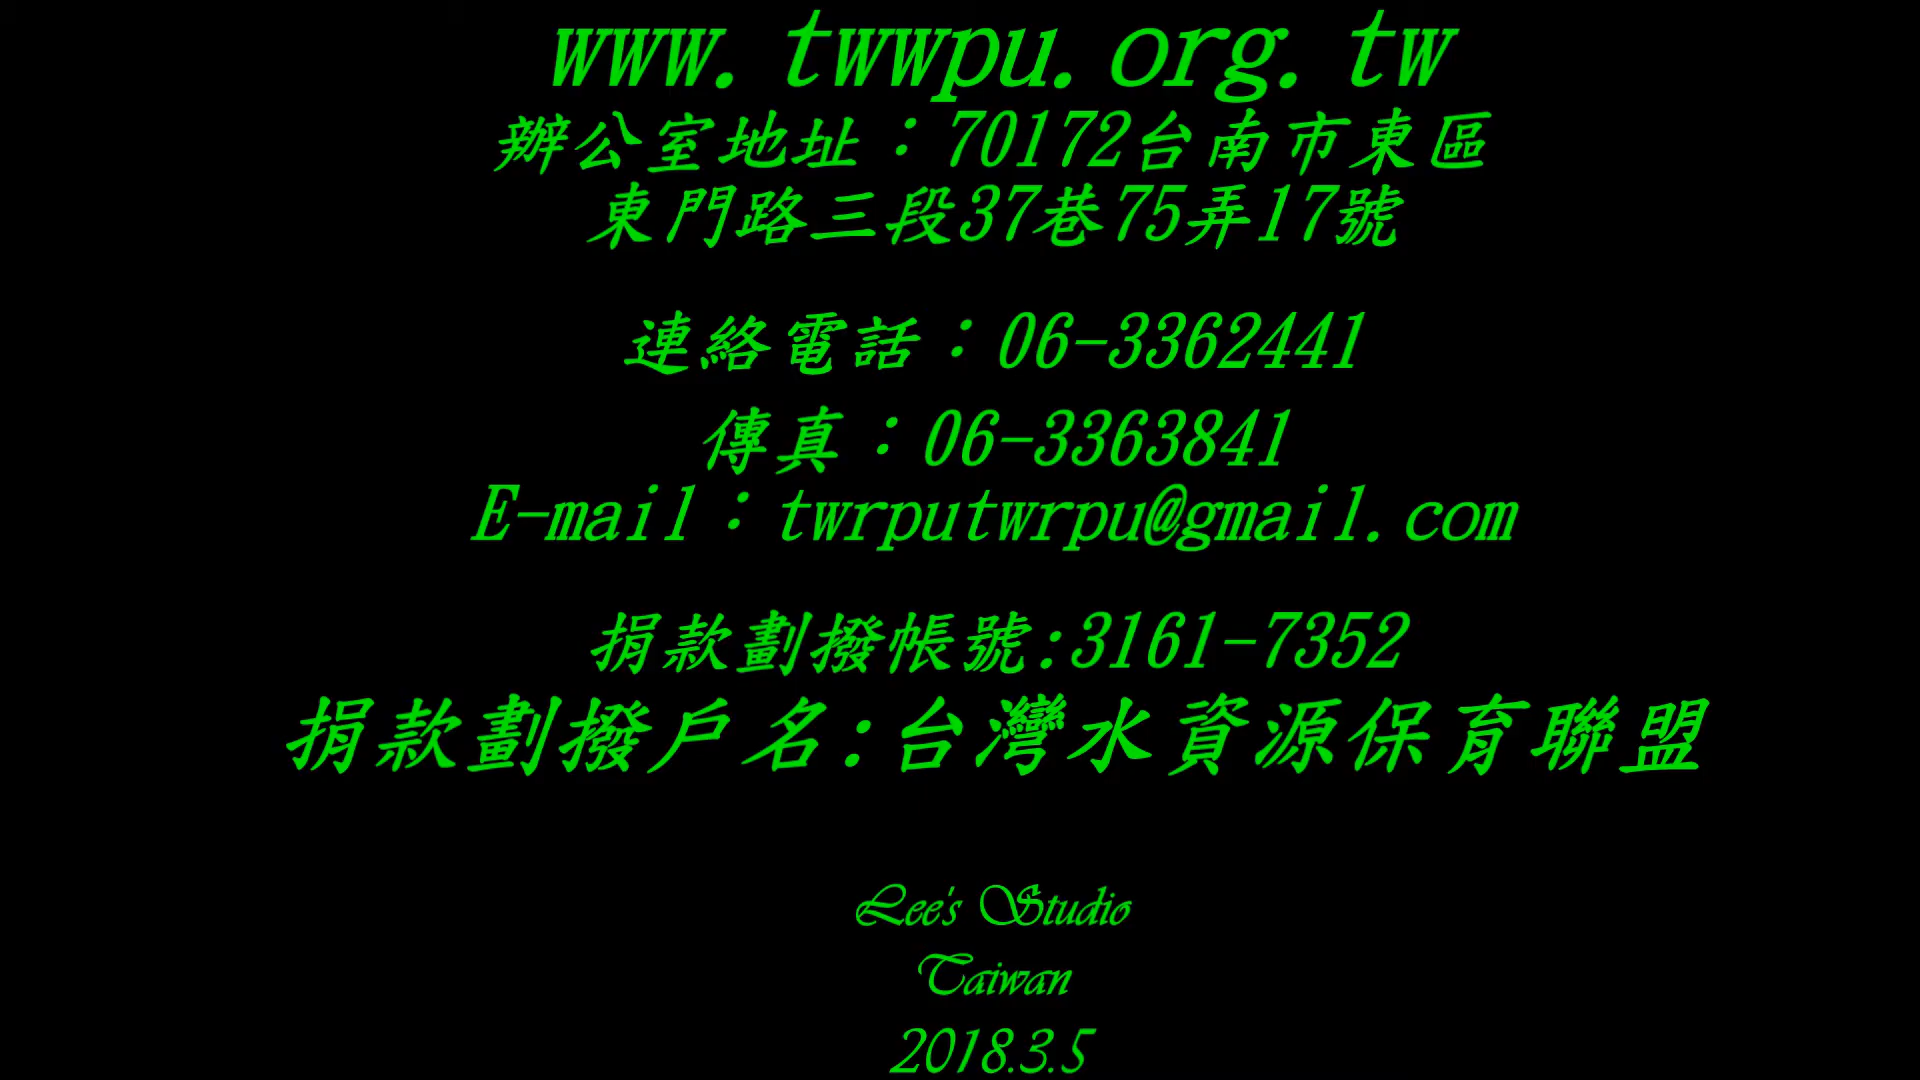 www.twwpu.org.tw
辦公室地址：70172台南市東區
東門路三段37巷75弄17號
連絡電話：06-3362441
傳真：06-3363841
E-mail：twrputwrpu@gmail.com
捐款劃撥帳號:3161-7352
捐款劃撥戶名:台灣水資源保育聯盟
Lee's Studio
Taiwan
2018.3.5